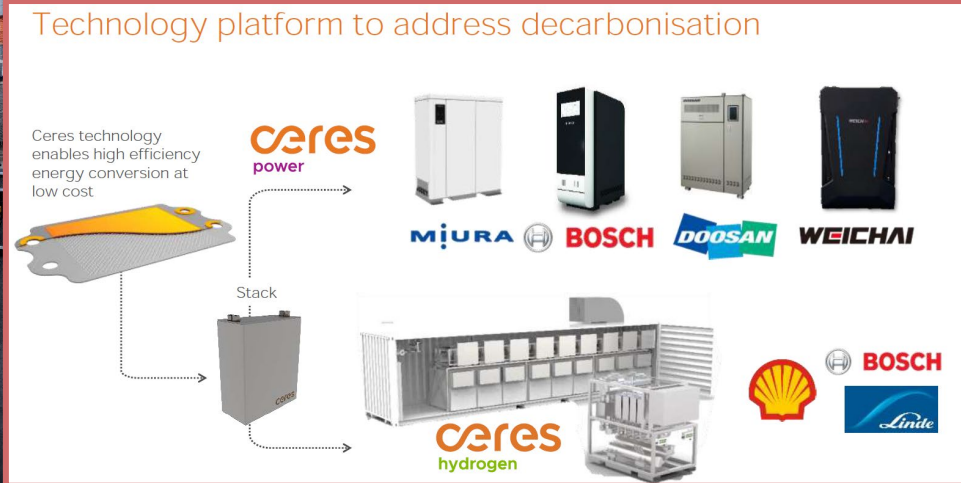 Technology platform to address decarbonisation
Ceres technology
enables high efficiency
energy conversion at
low cost
ceres
power
MIURA
BOSCH
DOOSAN
WEICHAI
Stack
ceres
ceres
hydrogen
BOSCH
Linde